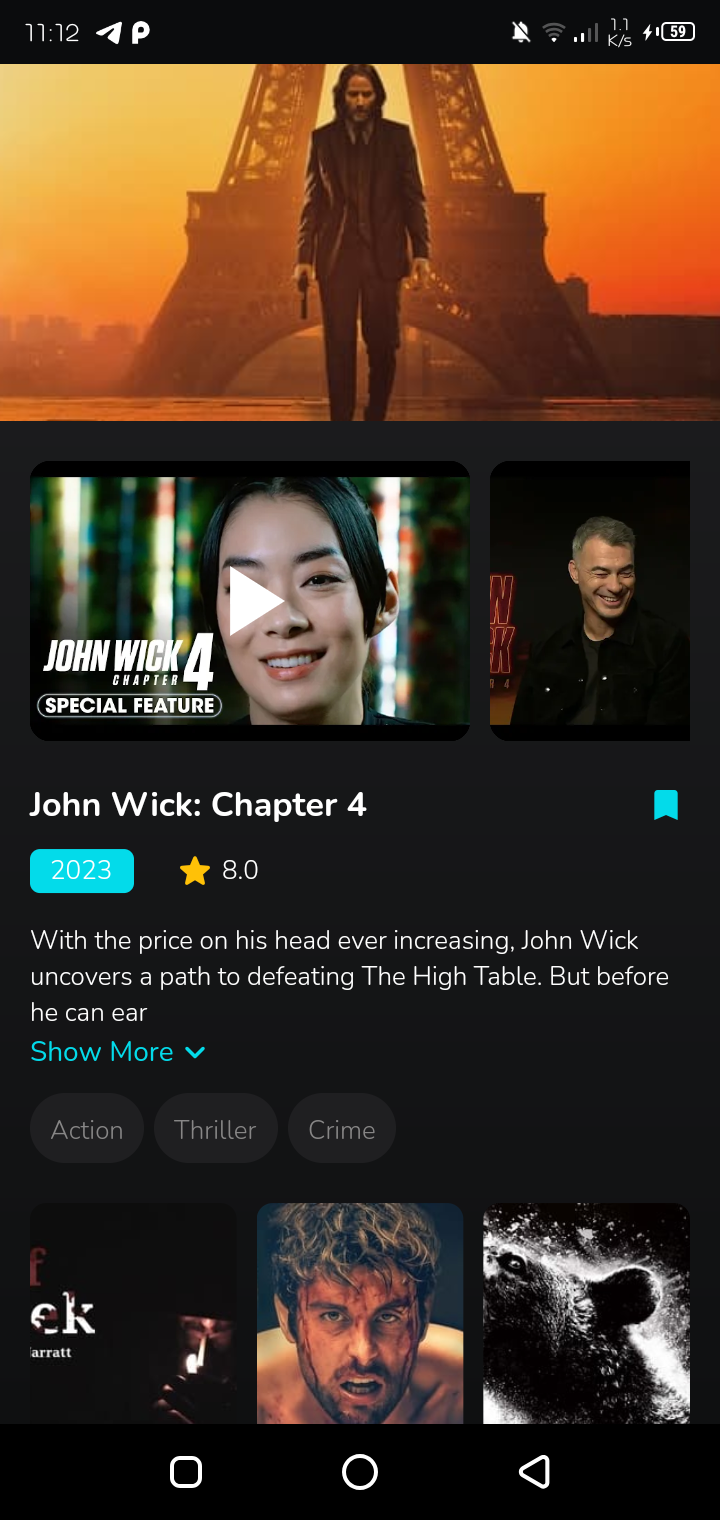 11:12
1.1
K/s
59
JOHN WICK 4
CHAPTER
SPECIAL FEATURE
John Wick: Chapter 4
2023
8.0
With the price on his head ever increasing, John Wick
uncovers a path to defeating The High Table. But before
he can ear
Show More
Action
Thriller
Crime
f
ek
larratt